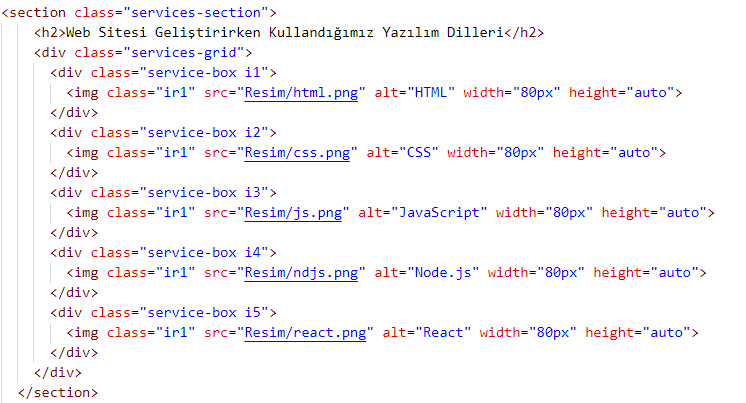 <section class="services-section">
<h2>Web Sitesi Geliştirirken Kullandığımız Yazılım Dilleri</h2>
<div class="services-grid">
<div class="service-box i1">
<img class="ir1" src="Resim/html.png" alt="HTML" width="80px" height="auto">
</div>
<div class="service-box i2">
<img class="ir1" src="Resim/css.png" alt="CSS" width="80px" height="auto">
</div>
<div class="service-box i3">
<img class="ir1" src="Resim/js.png" alt="JavaScript" width="80px" height="auto">
</div>
<div class="service-box i4">
<img class="ir1" src="Resim/ndjs.png" alt="Node.js" width="80px" height="auto">
</div>
<div class="service-box i5">
<img class="ir1" src="Resim/react.png" alt="React" width="80px" height="auto">
</div>
</div>
</section>